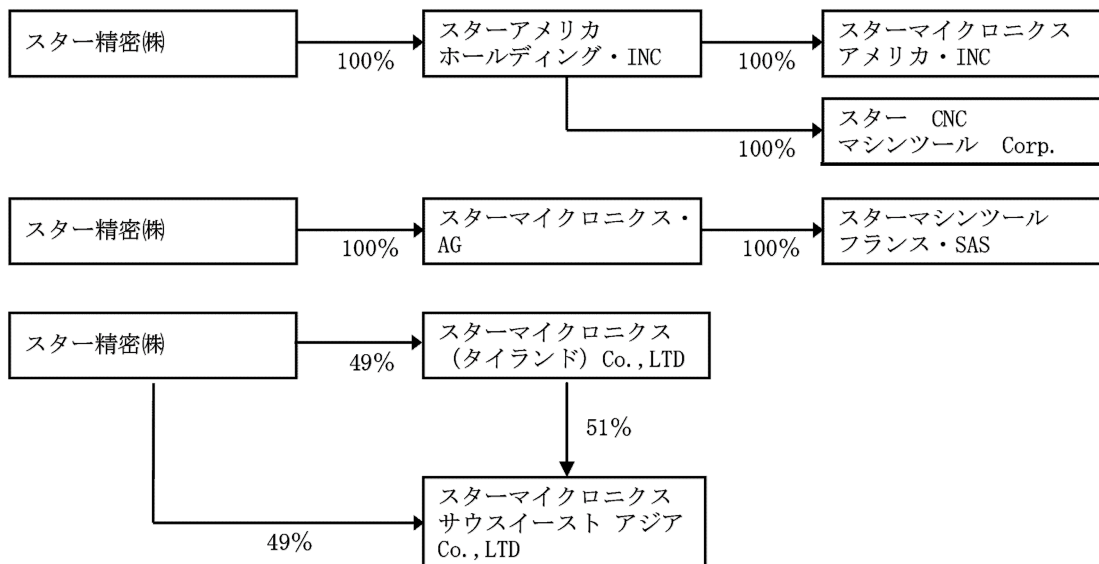 スター精密㈱
100%
スターアメリカ
ホールディング・INC
100%
スターマイクロニクス
アメリカ・INC
100%
スター　CNC
マシンツール　Corp.
スター精密㈱
100%
スターマイクロニクス・
AG
100%
スターマシンツール
フランス・SAS
スター精密㈱
49%
スターマイクロニクス
（タイランド）Co.,LTD
51%
49%
スターマイクロニクス
サウスイースト アジア
Co.,LTD